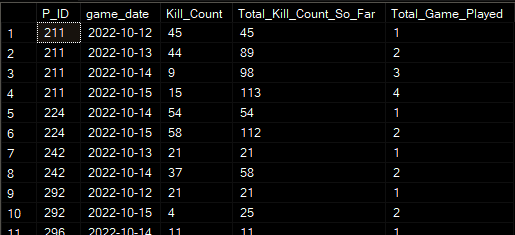 P_ID game_date Kill_Count Total_Kill_Count_So_Far Total_Game_Played
1 211 2022-10-12 45 45 1
2 211 2022-10-13 44 89 2
3 211 2022-10-14 9 98 3
4 211 2022-10-15 15 113 4
5 224 2022-10-14 54 54 1
6 224 2022-10-15 58 112 2
7 242 2022-10-13 21 21 1
8 242 2022-10-14 37 58 2
9 292 2022-10-12 21 21 1
10 292 2022-10-15 4 25 2
11 296 2022-10-14 11 11 1